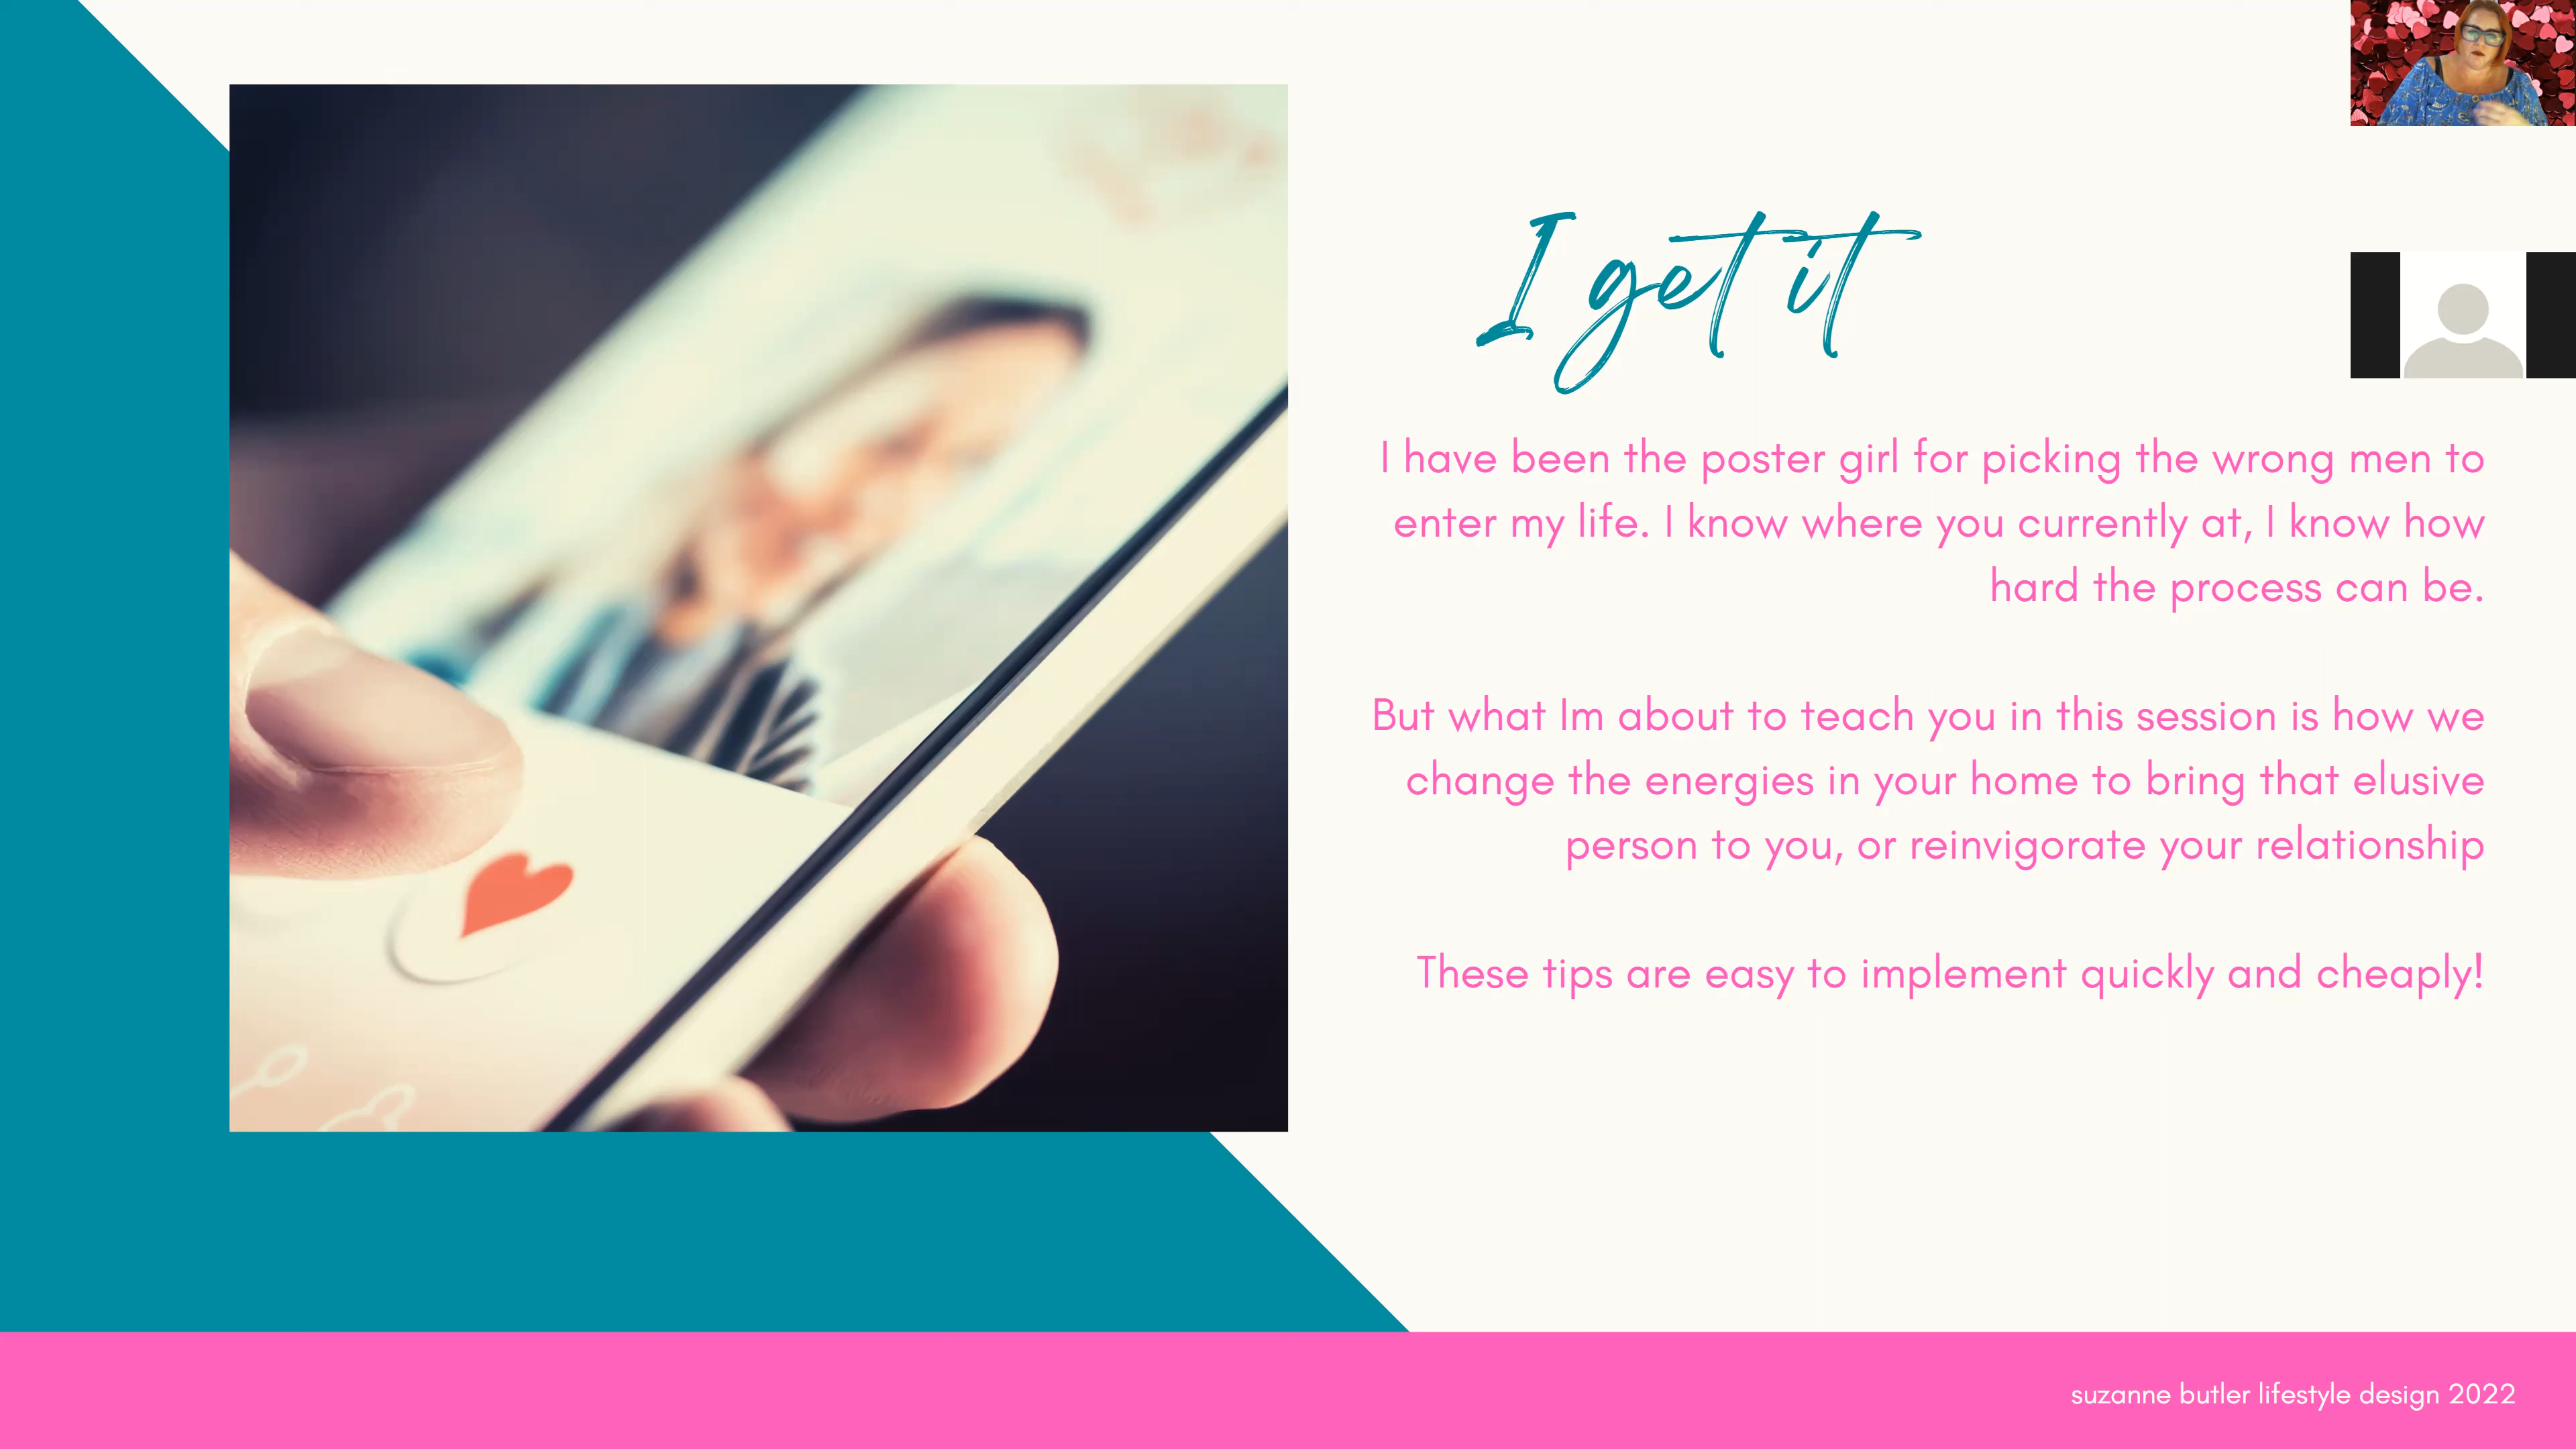 I get it
I have been the poster girl for picking the wrong men to
enter my life. I know where you currently at, I know how
hard the process can be.
But what Im about to teach you in this session is how we
change the energies in your home to bring that elusive
person to you, or reinvigorate your relationship
These tips are easy to implement quickly and cheaply!
suzanne butler lifestyle design 2022